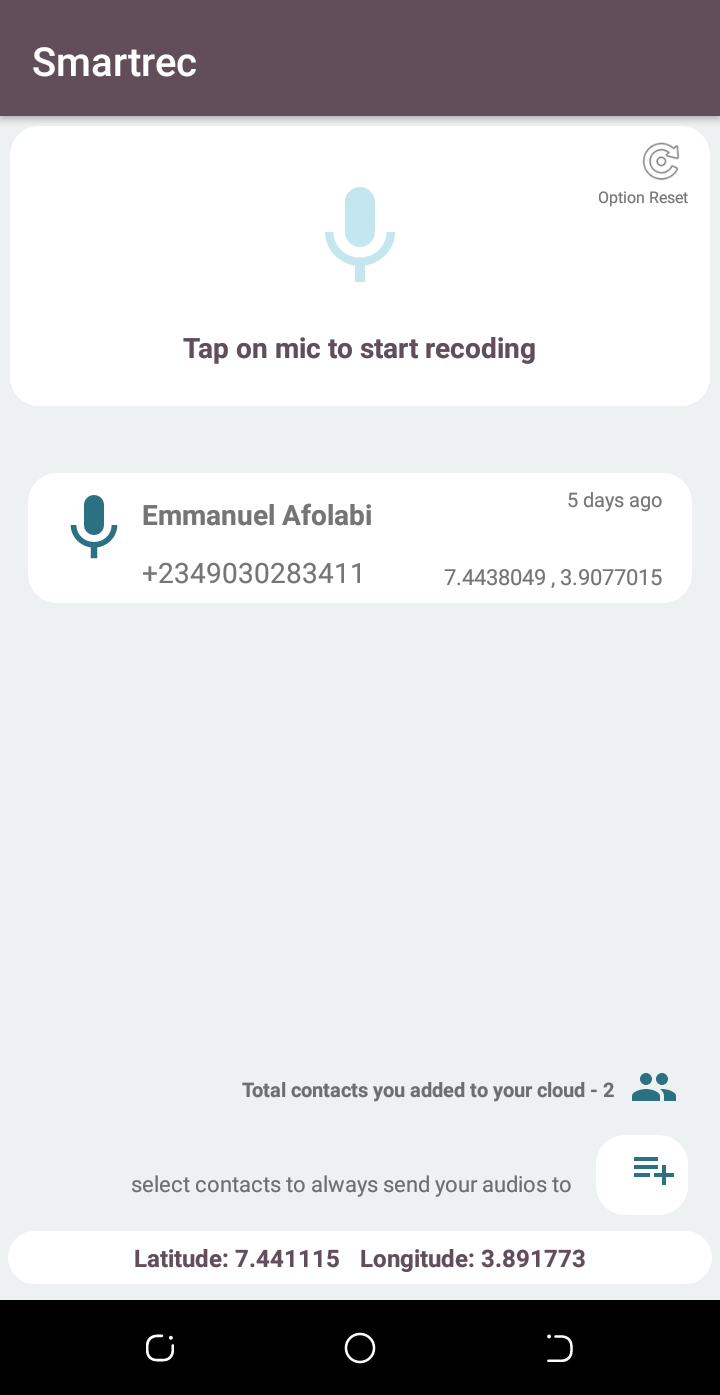 Smartrec
Option Reset
Tap on mic to start recoding
Emmanuel Afolabi
5 days ago
+2349030283411
7.4438049 , 3.9077015
Total contacts you added to your cloud - 2
select contacts to always send your audios to
Latitude: 7.441115 Longitude: 3.891773